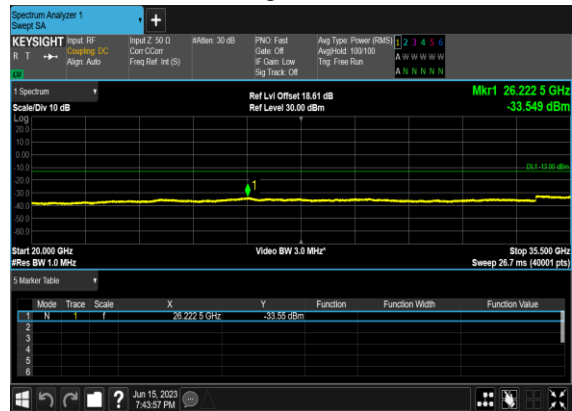 Spectrum Analyzer 1
Swept SA
+
KEYSIGHT Input: RF Input Z: 50 Ω #Atten: 30 dB PNO: Fast Avg Type: Power (RMS) 1 2 3 4 5 6
R T Coupling: DC Corr CCorr Gate: Off Avg|Hold: 100/100 A W W W W W
Align: Auto Freq Ref: Int (S) IF Gain: Low Trig: Free Run
Sig Track: Off A N N N N N
1 Spectrum Ref Lvl Offset 18.61 dB Mkr1 26.222 5 GHz
Scale/Div 10 dB Ref Level 30.00 dBm -33.549 dBm
Log
20.0
10.0
0.00
-10.0 DL1 -13.00 dBm
-20.0
1
-30.0
-40.0
-50.0
-60.0
Start 20.000 GHz Video BW 3.0 MHz* Stop 35.500 GHz
#Res BW 1.0 MHz Sweep 26.7 ms (40001 pts)
5 Marker Table
Mode Trace Scale X Y Function Function Width Function Value
1 N 1 f 26.222 5 GHz -33.55 dBm
2
3
4
5
6
? Jun 15, 2023
7:43:57 PM